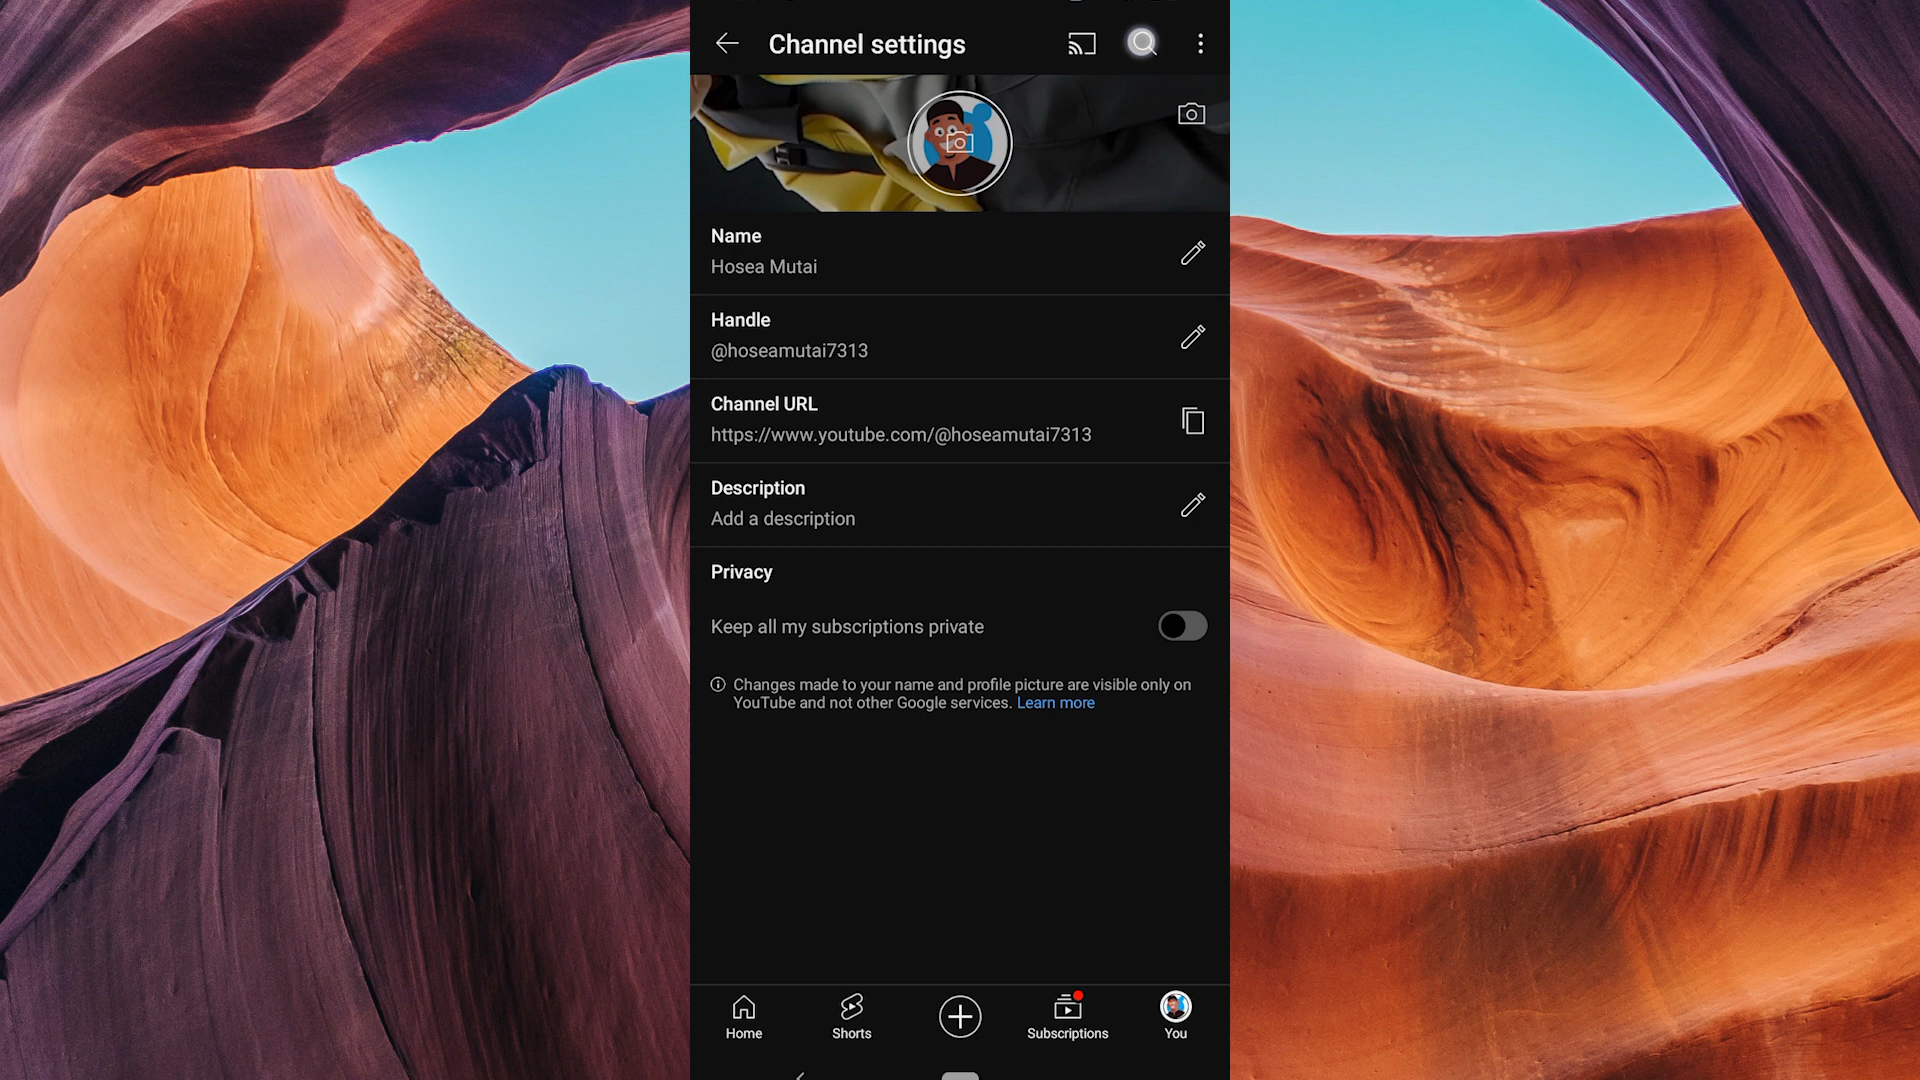 Channel settings
Name
Hosea Mutai
Handle
@hoseamutai7313
Channel URL
https://www.youtube.com/@hoseamutai7313
Description
Add a description
Privacy
Keep all my subscriptions private
Changes made to your name and profile picture are visible only on
YouTube and not other Google services. Learn more
Home
Shorts
Subscriptions
You